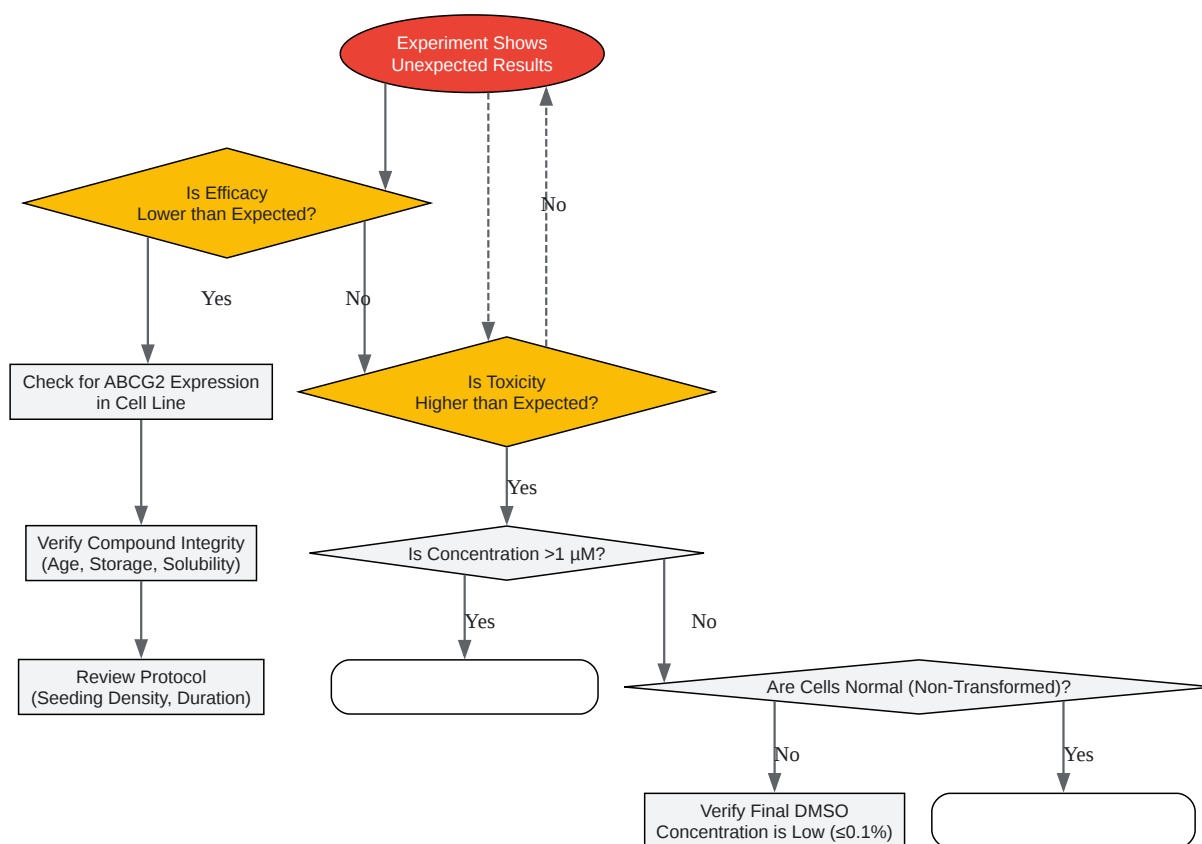 Experiment Shows
Unexpected Results
Is Efficacy
Lower than Expected?
No
Yes
No
Check for ABCG2 Expression
in Cell Line
Is Toxicity
Higher than Expected?
Yes
Verify Compound Integrity
(Age, Storage, Solubility)
Is Concentration >1 µM?
Yes
No
Review Protocol
(Seeding Density, Duration)
Are Cells Normal (Non-Transformed)?
No
Yes
Verify Final DMSO
Concentration is Low (≤0.1%)